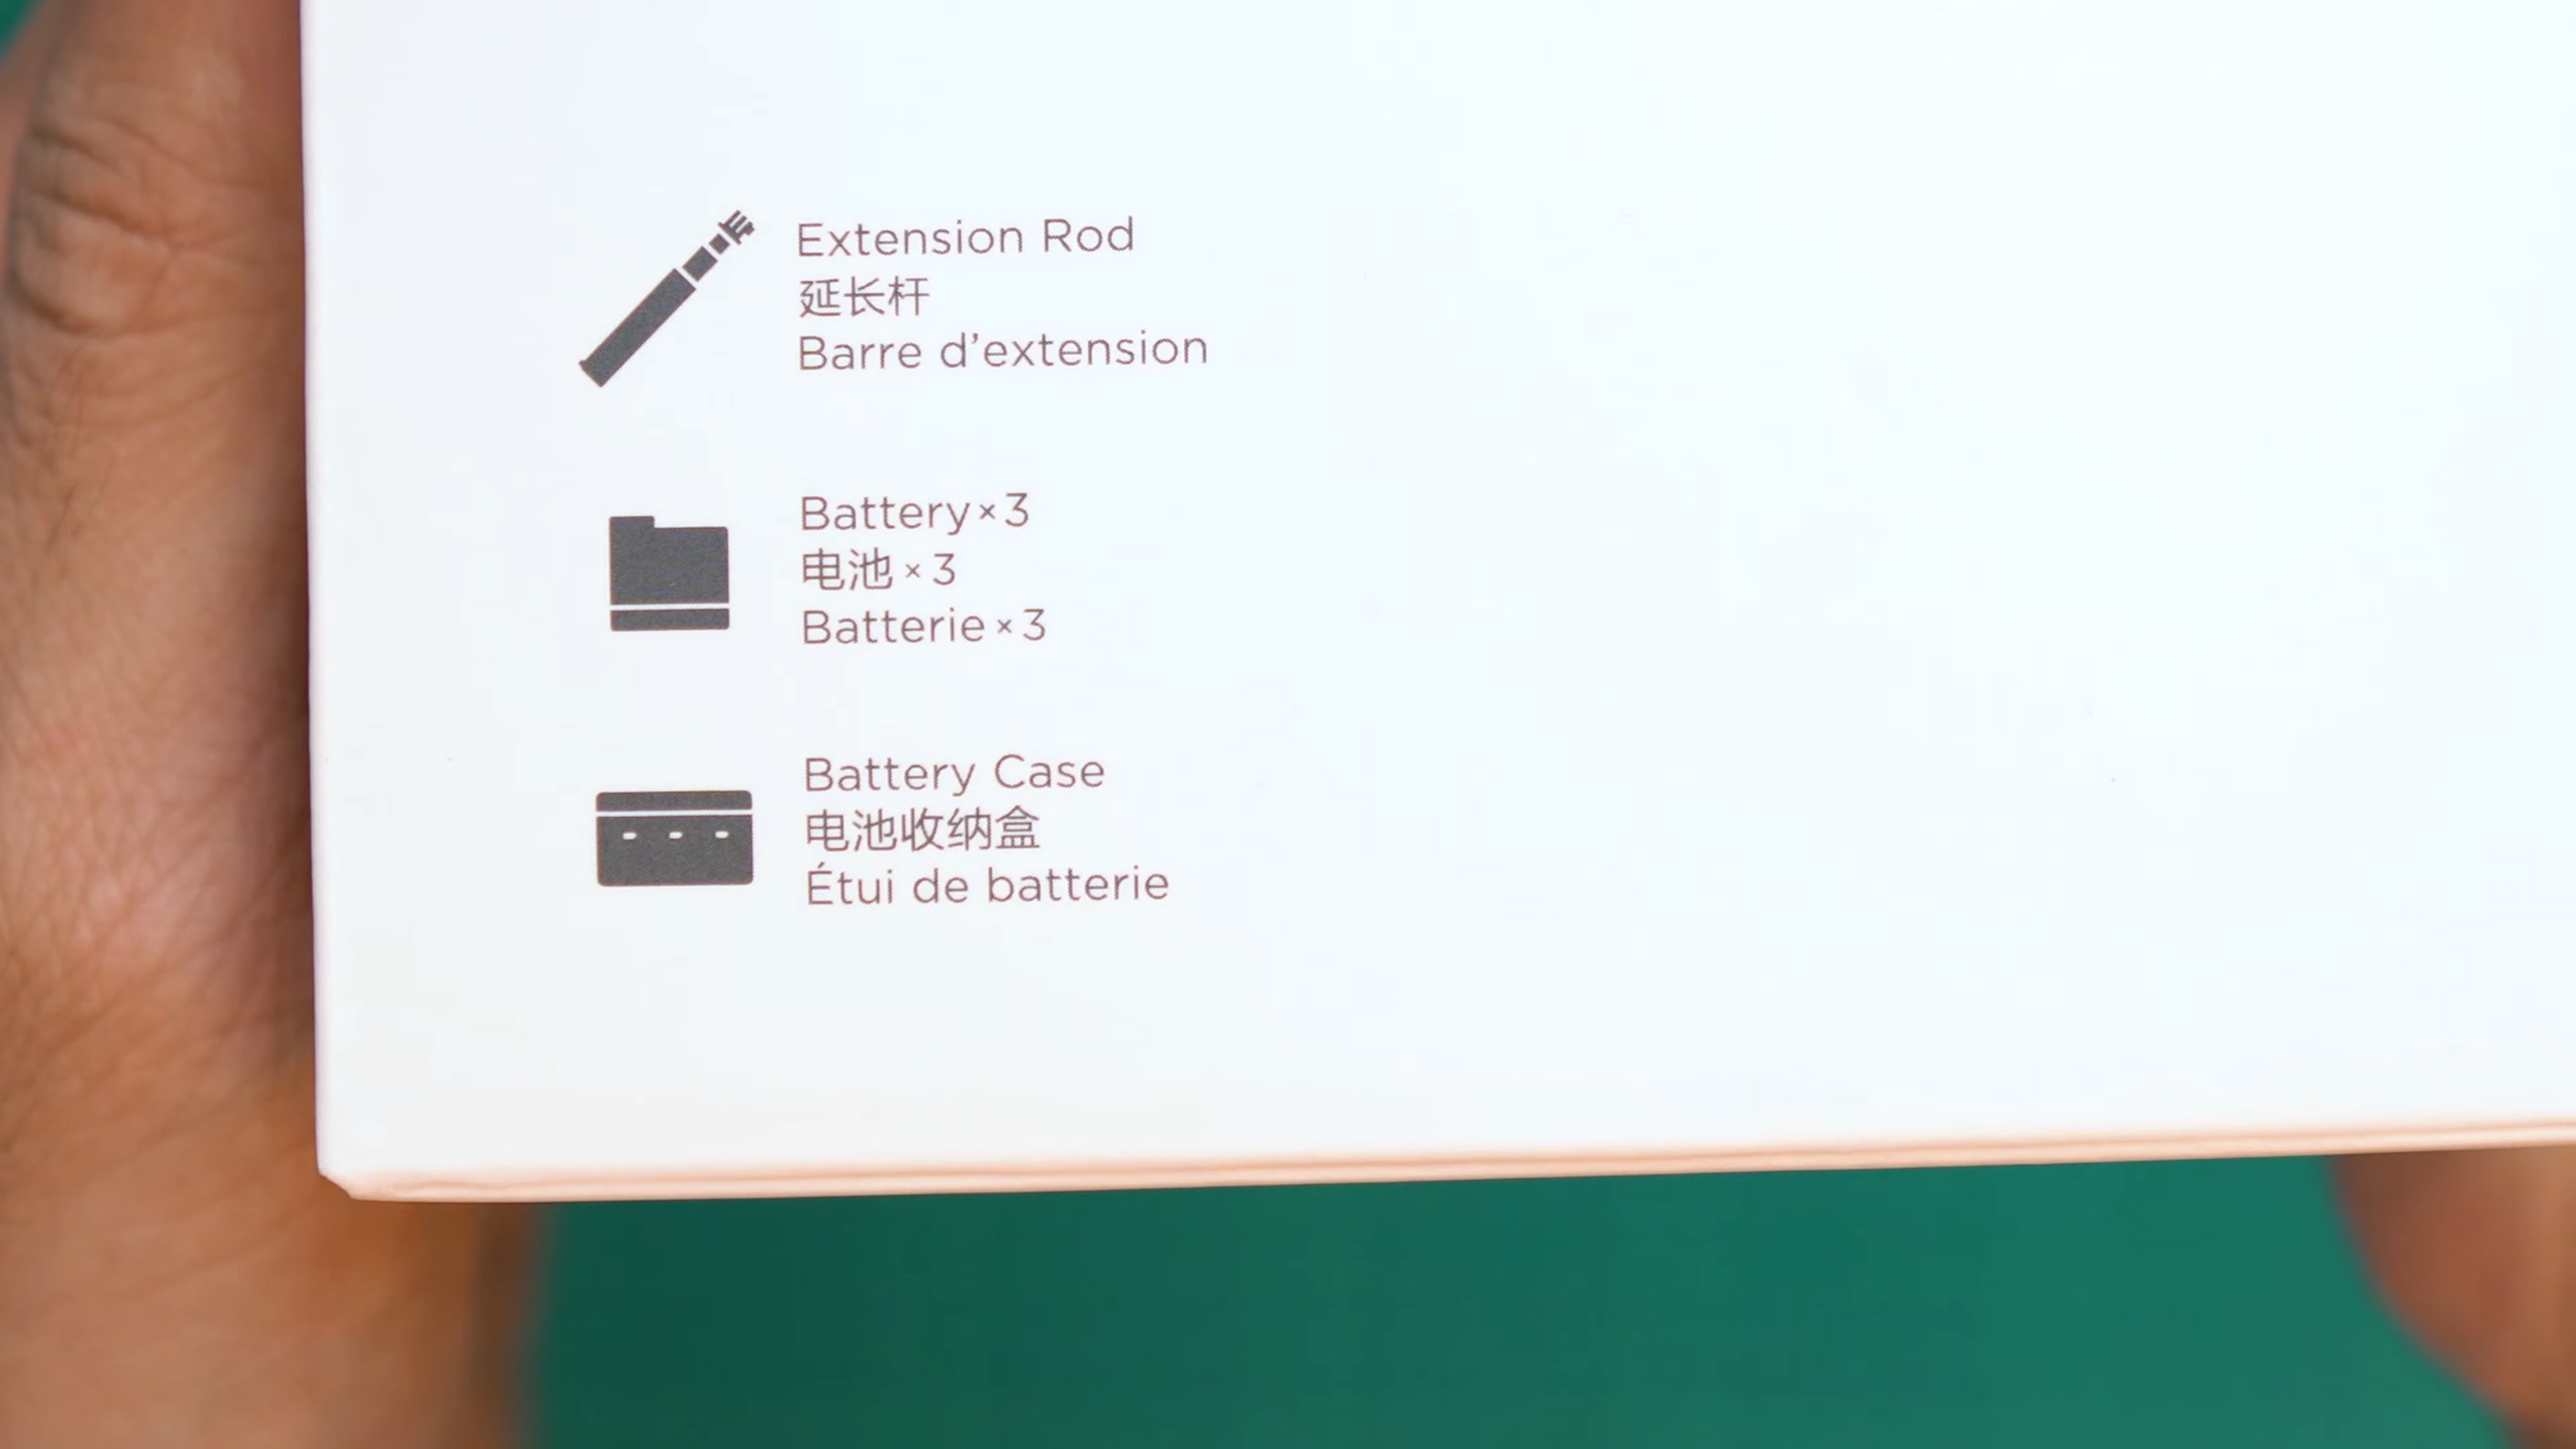 Extension Rod
延长杆
Barre d’extension
Battery × 3
电池 × 3
Batterie × 3
Battery Case
电池收纳盒
Étui de batterie